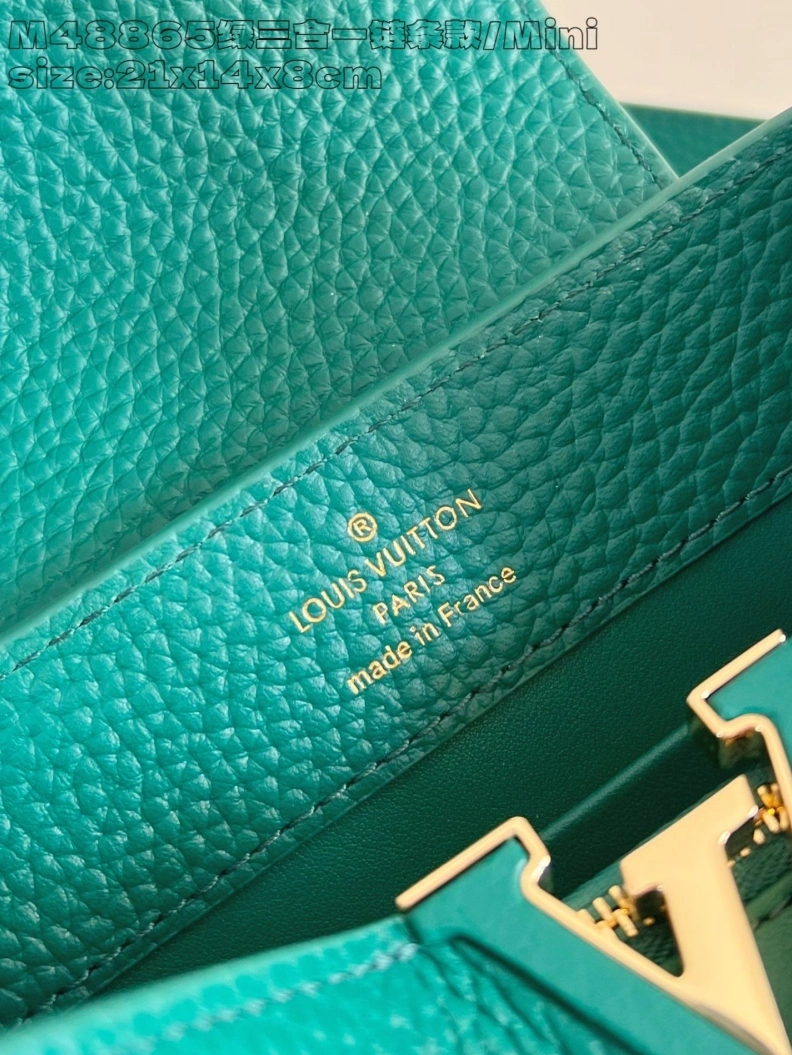 M48865绿三合一链条款/Mini
size:21x14x8cm
®
LOUIS VUITTON
PARIS
made in France
LV